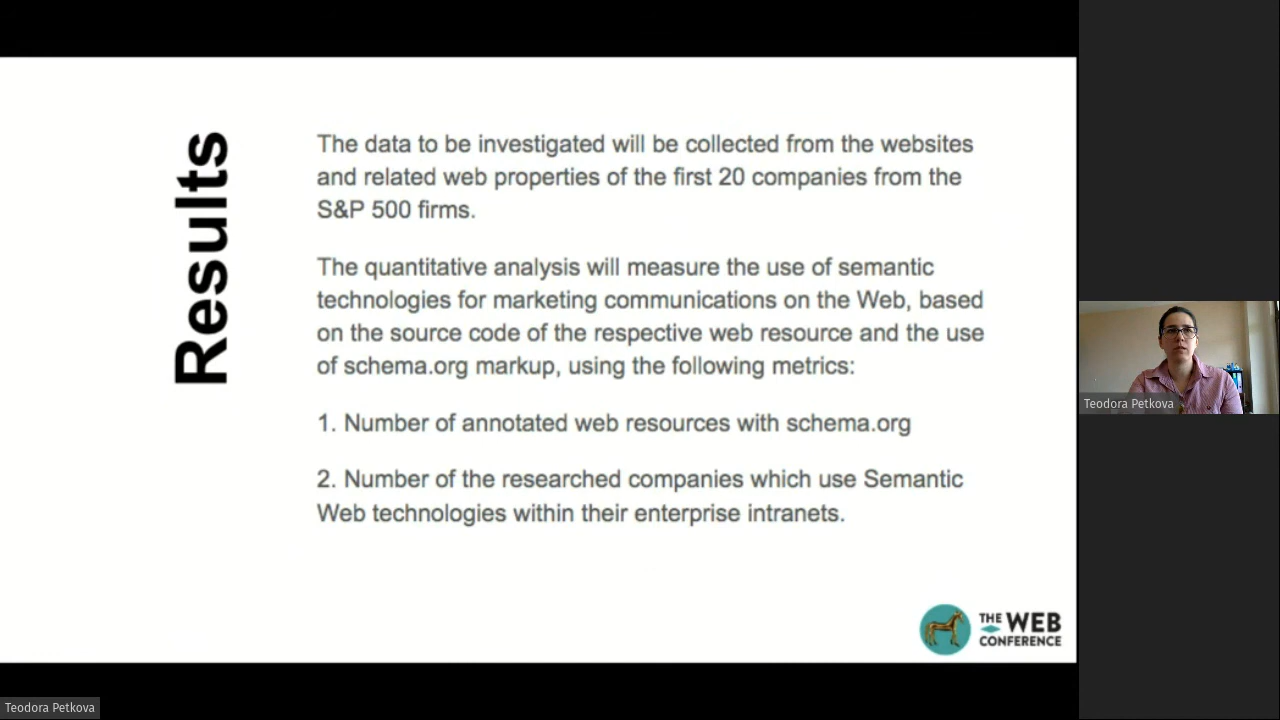 Results
The data to be investigated will be collected from the websites
and related web properties of the first 20 companies from the
S&P 500 firms.
The quantitative analysis will measure the use of semantic
technologies for marketing communications on the Web, based
on the source code of the respective web resource and the use
of schema.org markup, using the following metrics:
1. Number of annotated web resources with schema.org
2. Number of the researched companies which use Semantic
Web technologies within their enterprise intranets.
THE WEB
CONFERENCE
Teodora Petkova
Teodora Petkova